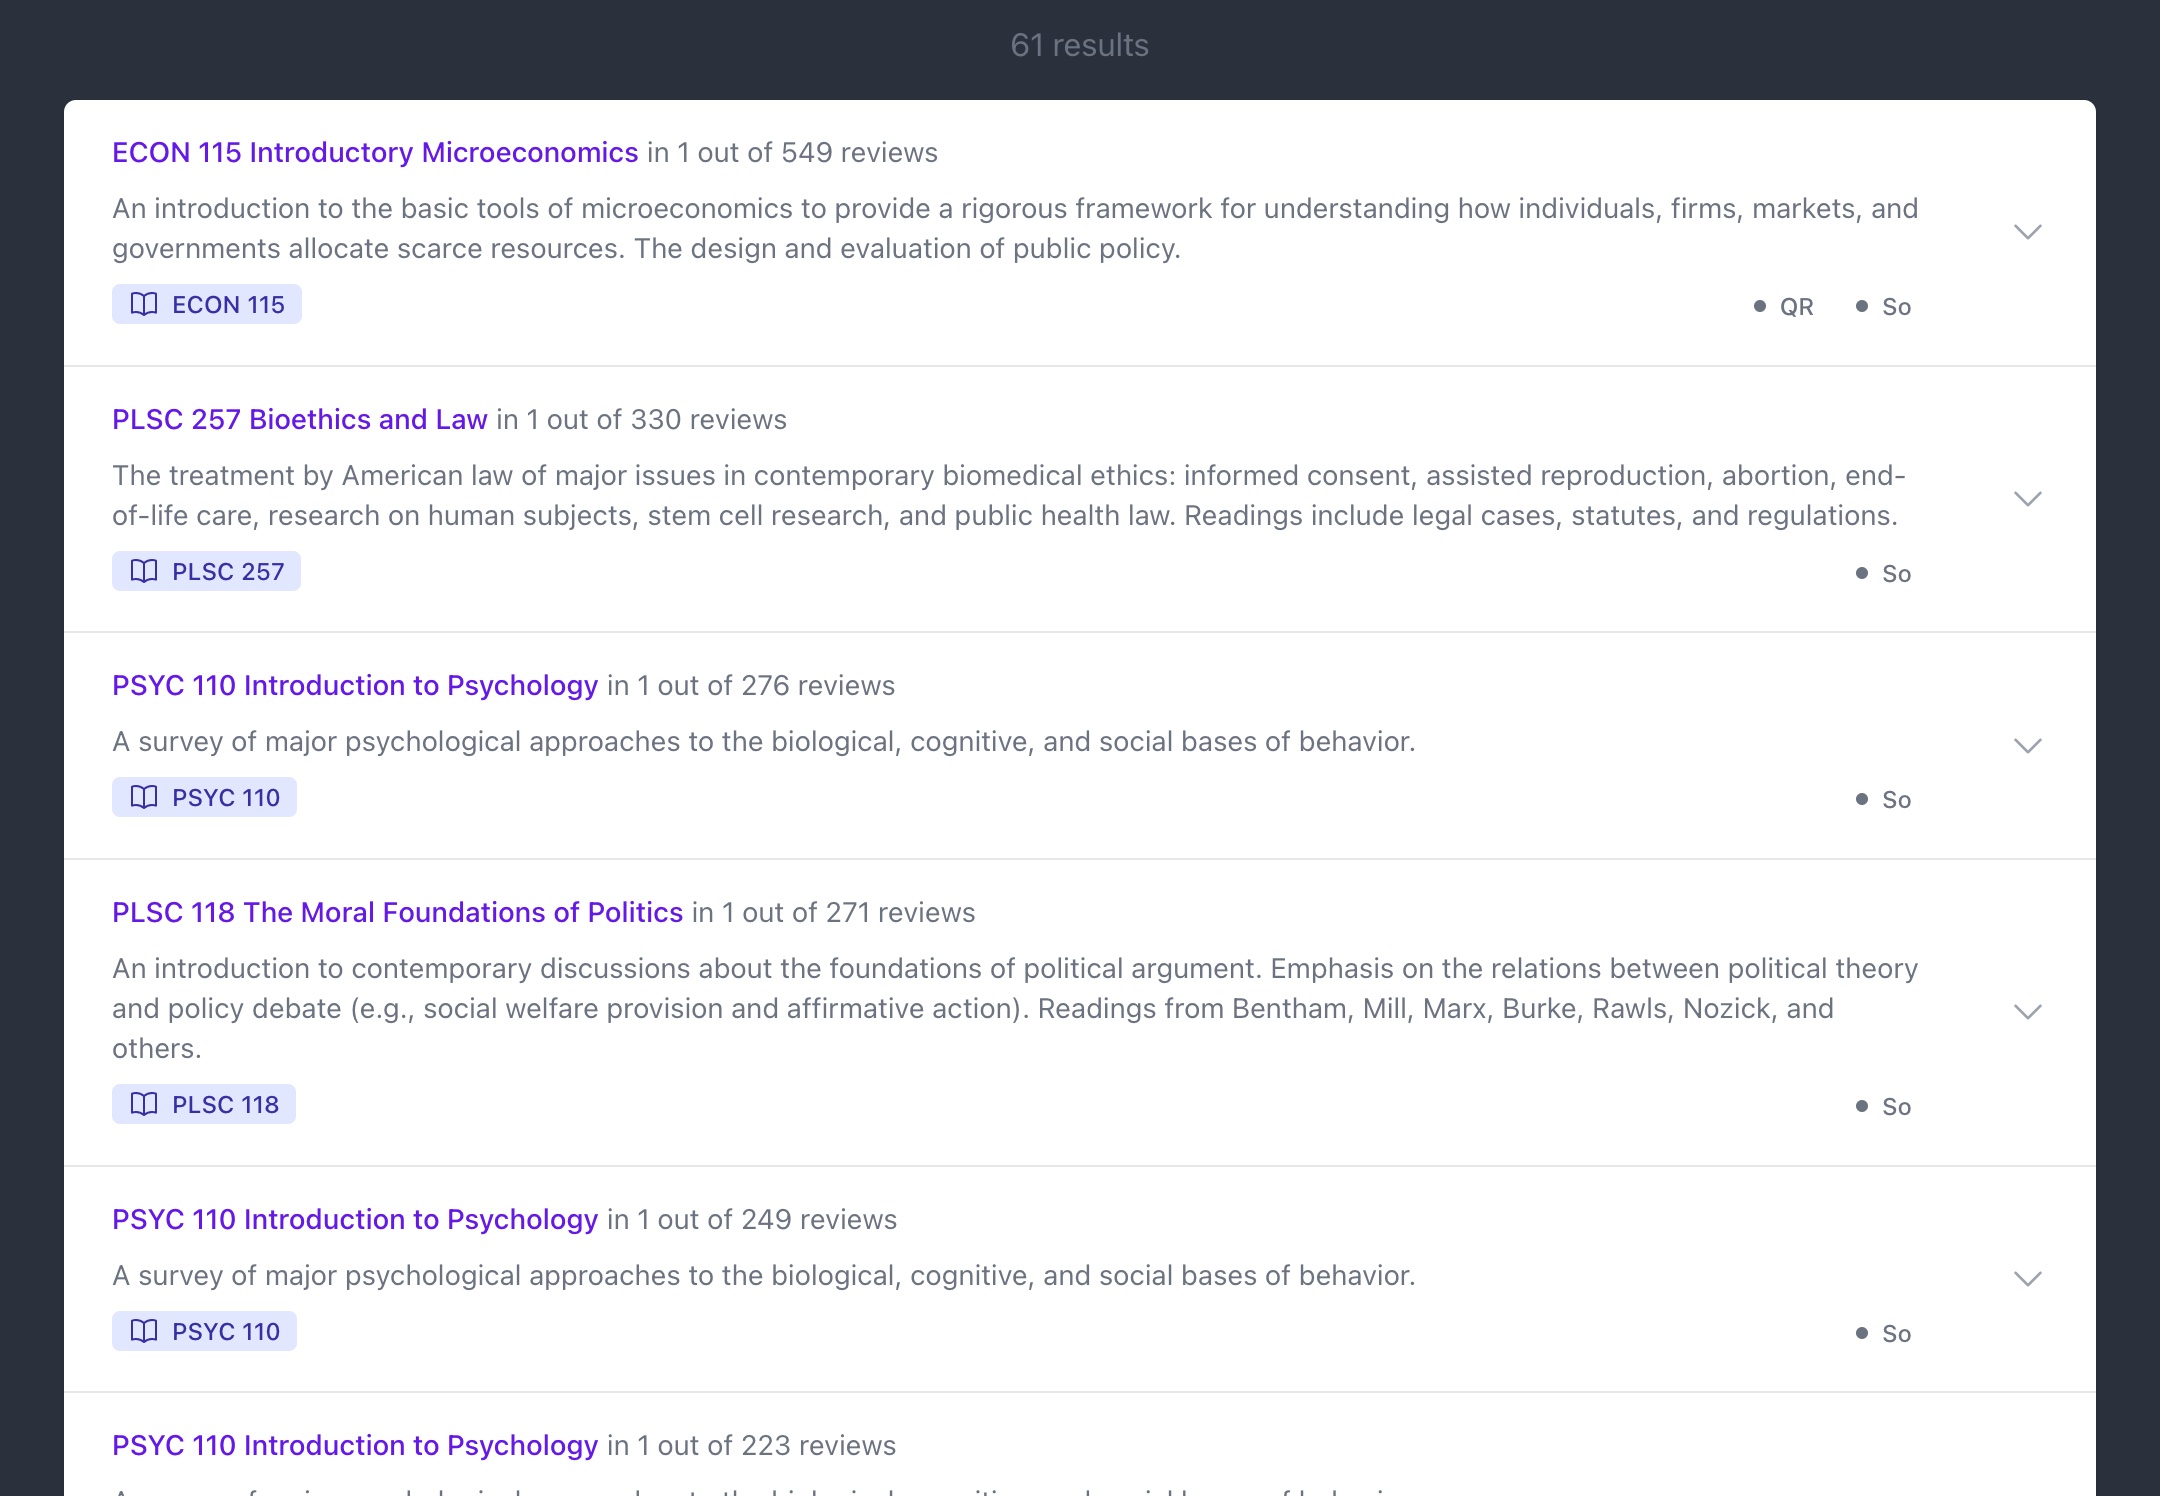 61 results
ECON 115 Introductory Microeconomics in 1 out of 549 reviews
An introduction to the basic tools of microeconomics to provide a rigorous framework for understanding how individuals, firms, markets, and
governments allocate scarce resources. The design and evaluation of public policy.
ECON 115 • QR • So
PLSC 257 Bioethics and Law in 1 out of 330 reviews
The treatment by American law of major issues in contemporary biomedical ethics: informed consent, assisted reproduction, abortion, end-
of-life care, research on human subjects, stem cell research, and public health law. Readings include legal cases, statutes, and regulations.
PLSC 257 • So
PSYC 110 Introduction to Psychology in 1 out of 276 reviews
A survey of major psychological approaches to the biological, cognitive, and social bases of behavior.
PSYC 110 • So
PLSC 118 The Moral Foundations of Politics in 1 out of 271 reviews
An introduction to contemporary discussions about the foundations of political argument. Emphasis on the relations between political theory
and policy debate (e.g., social welfare provision and affirmative action). Readings from Bentham, Mill, Marx, Burke, Rawls, Nozick, and
others.
PLSC 118 • So
PSYC 110 Introduction to Psychology in 1 out of 249 reviews
A survey of major psychological approaches to the biological, cognitive, and social bases of behavior.
PSYC 110 • So
PSYC 110 Introduction to Psychology in 1 out of 223 reviews